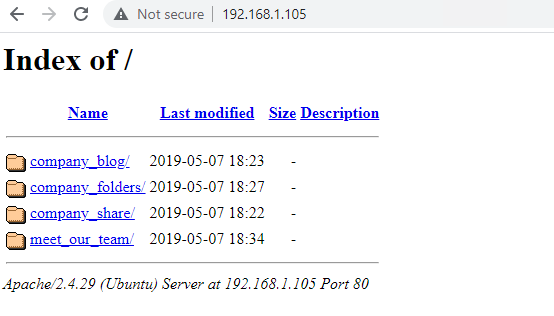 Not secure | 192.168.1.105
Index of /
Name Last modified Size Description
company_blog/ 2019-05-07 18:23 -
company_folders/ 2019-05-07 18:27 -
company_share/ 2019-05-07 18:22 -
meet_our_team/ 2019-05-07 18:34 -
Apache/2.4.29 (Ubuntu) Server at 192.168.1.105 Port 80